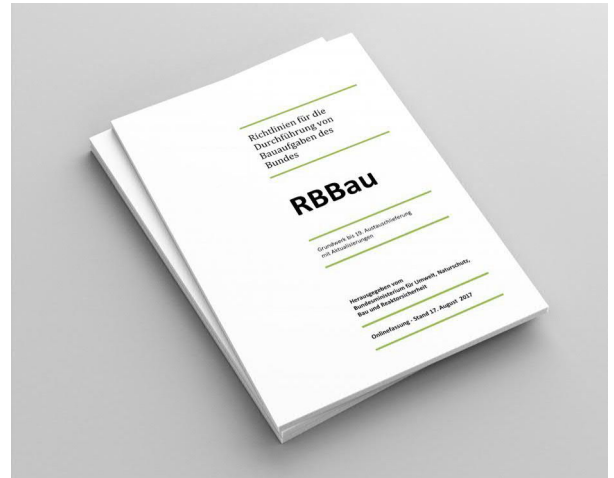 Richtlinien für die
Durchführung von
Bauaufgaben des
Bundes
RBBau
Grundwerk bis 19. Austauschlieferung
mit Aktualisierungen
Herausgegeben vom
Bundesministerium für Umwelt, Naturschutz,
Bau und Reaktorsicherheit
Onlinefassung - Stand 17. August 2017